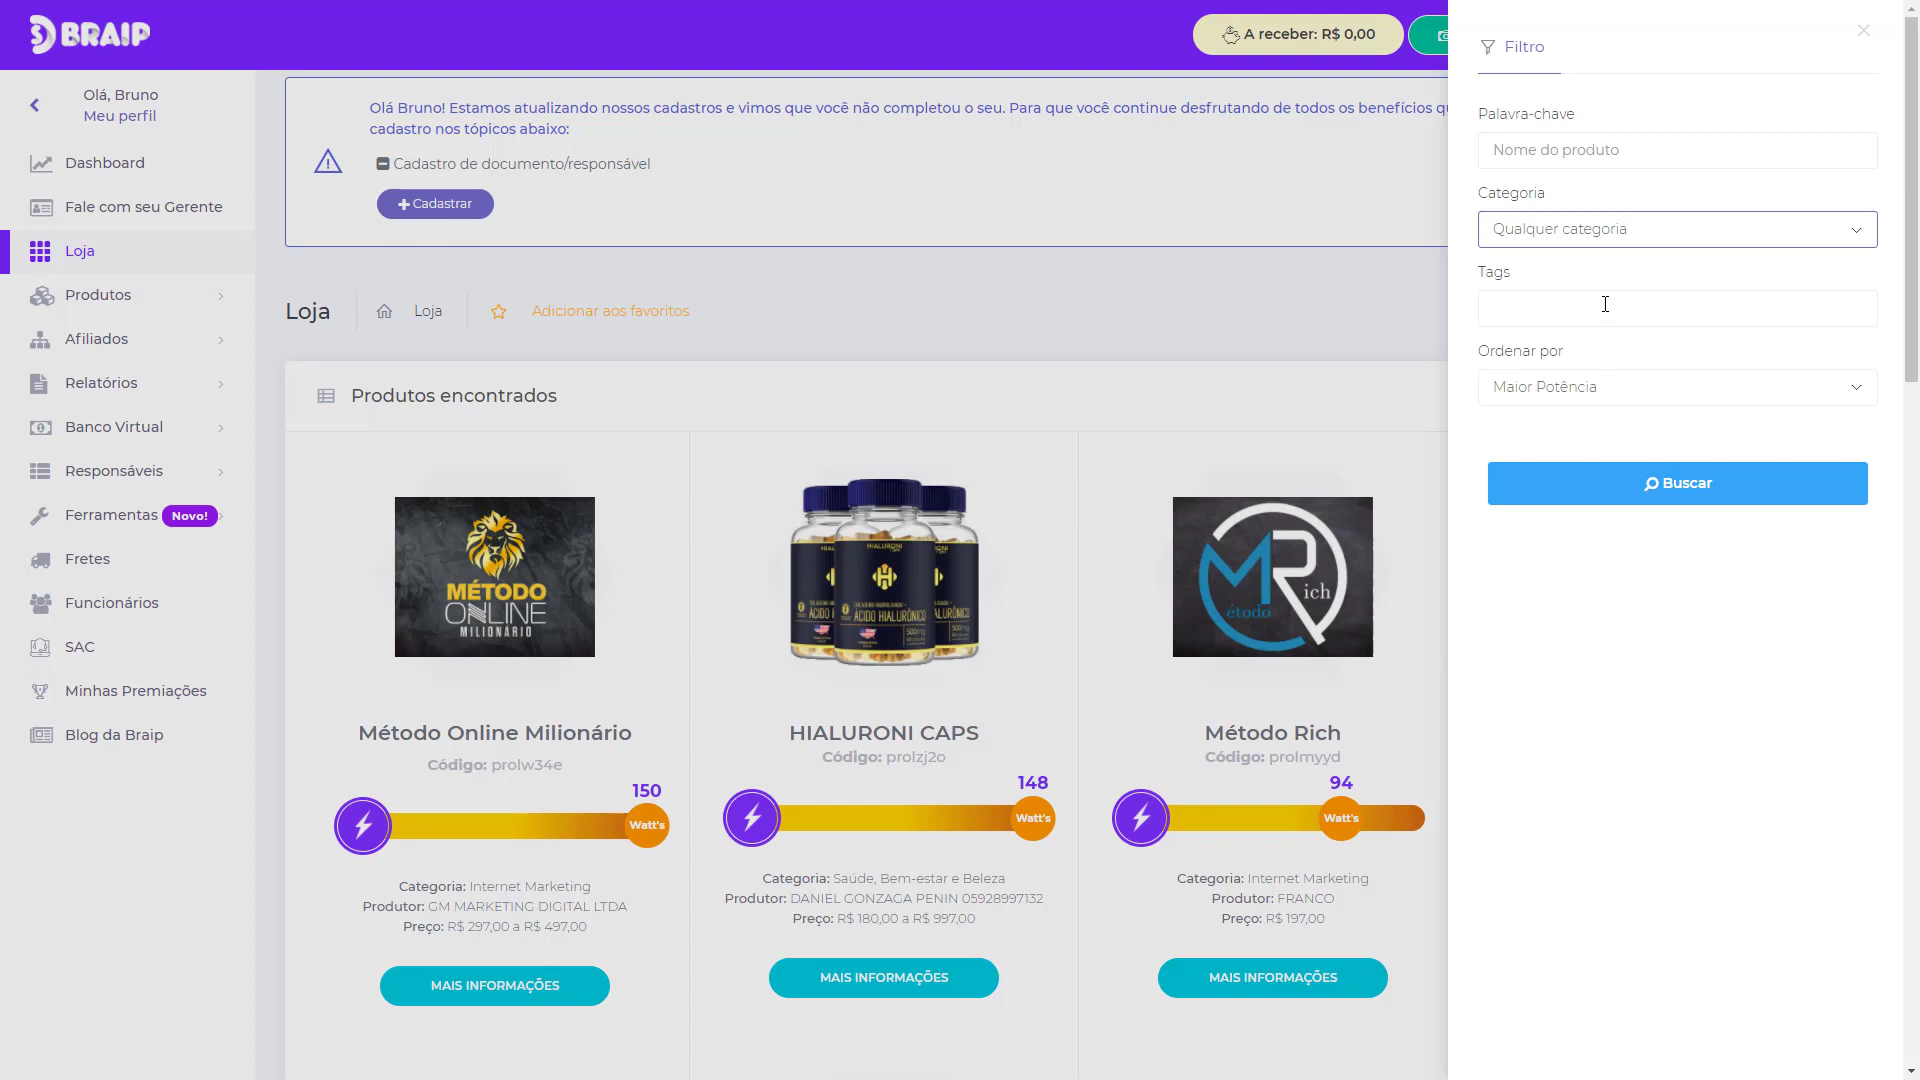 BRAIP
A receber: R$ 0,00
Olá, Bruno
Meu perfil
Dashboard
Fale com seu Gerente
Loja
Produtos
Afiliados
Relatórios
Banco Virtual
Responsáveis
Ferramentas Novo!
Fretes
Funcionários
SAC
Minhas Premiações
Blog da Braip
Olá Bruno! Estamos atualizando nossos cadastros e vimos que você não completou o seu. Para que você continue desfrutando de todos os benefícios
cadastro nos tópicos abaixo:
Cadastro de documento/responsável
Cadastrar
Loja
Loja
Adicionar aos favoritos
Produtos encontrados
MÉTODO
ONLINE
MILIONÁRIO
Método Online Milionário
Código: prolw34e
150
Watt's
Categoria: Internet Marketing
Produtor: GM MARKETING DIGITAL LTDA
Preço: R$ 297,00 a R$ 497,00
MAIS INFORMAÇÕES
HIALURONI
ÁCIDO HIALURÔNICO
500mg
HIALURONI CAPS
Código: prolzj2o
148
Watt's
Categoria: Saúde, Bem-estar e Beleza
Produtor: DANIEL GONZAGA PENIN 05928997132
Preço: R$ 180,00 a R$ 997,00
MAIS INFORMAÇÕES
MR
étodo
ich
Método Rich
Código: prolmyyd
94
Watt's
Categoria: Internet Marketing
Produtor: FRANCO
Preço: R$ 197,00
MAIS INFORMAÇÕES
Filtro
Palavra-chave
Nome do produto
Categoria
Qualquer categoria
Tags
Ordenar por
Maior Potência
Buscar